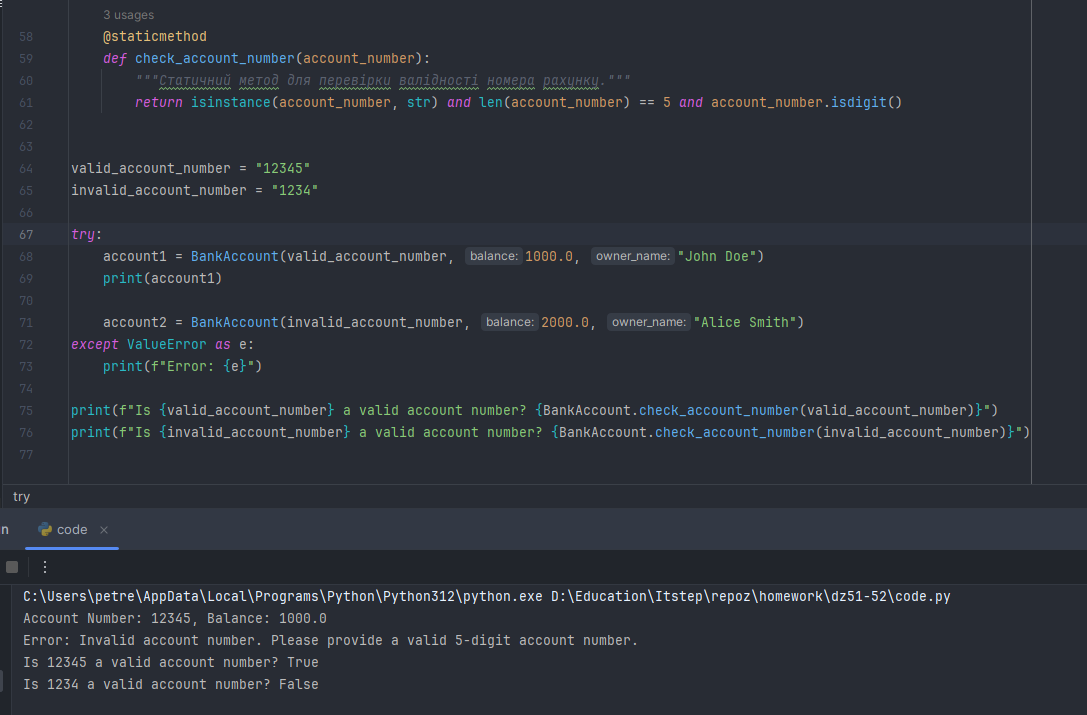 3 usages
58 @staticmethod
59 def check_account_number(account_number):
60 """Статичний метод для перевірки валідності номера рахунку."""
61 return isinstance(account_number, str) and len(account_number) == 5 and account_number.isdigit()
62
63
64 valid_account_number = "12345"
65 invalid_account_number = "1234"
66
67 try:
68 account1 = BankAccount(valid_account_number, balance: 1000.0, owner_name: "John Doe")
69 print(account1)
70
71 account2 = BankAccount(invalid_account_number, balance: 2000.0, owner_name: "Alice Smith")
72 except ValueError as e:
73 print(f"Error: {e}")
74
75 print(f"Is {valid_account_number} a valid account number? {BankAccount.check_account_number(valid_account_number)}")
76 print(f"Is {invalid_account_number} a valid account number? {BankAccount.check_account_number(invalid_account_number)}")
77
try
n code ×
C:\Users\petre\AppData\Local\Programs\Python\Python312\python.exe D:\Education\Itstep\repoz\homework\dz51-52\code.py
Account Number: 12345, Balance: 1000.0
Error: Invalid account number. Please provide a valid 5-digit account number.
Is 12345 a valid account number? True
Is 1234 a valid account number? False